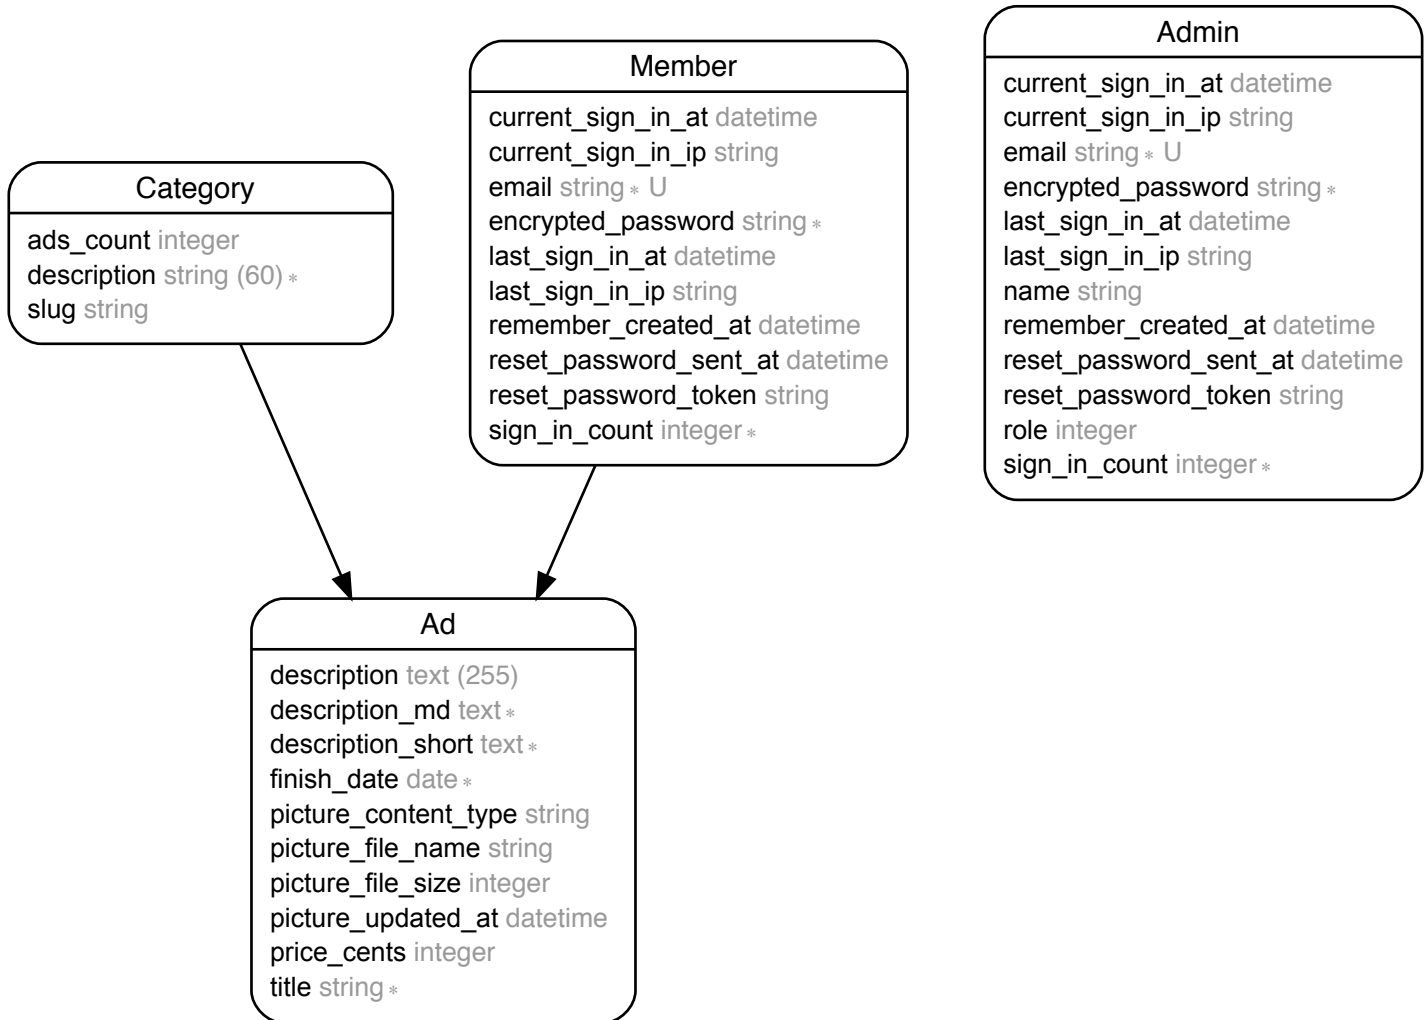 Category
ads_count integer
description string (60) *
slug string
Member
current_sign_in_at datetime
current_sign_in_ip string
email string * U
encrypted_password string *
last_sign_in_at datetime
last_sign_in_ip string
remember_created_at datetime
reset_password_sent_at datetime
reset_password_token string
sign_in_count integer *
Admin
current_sign_in_at datetime
current_sign_in_ip string
email string * U
encrypted_password string *
last_sign_in_at datetime
last_sign_in_ip string
name string
remember_created_at datetime
reset_password_sent_at datetime
reset_password_token string
role integer
sign_in_count integer *
Ad
description text (255)
description_md text *
description_short text *
finish_date date *
picture_content_type string
picture_file_name string
picture_file_size integer
picture_updated_at datetime
price_cents integer
title string *